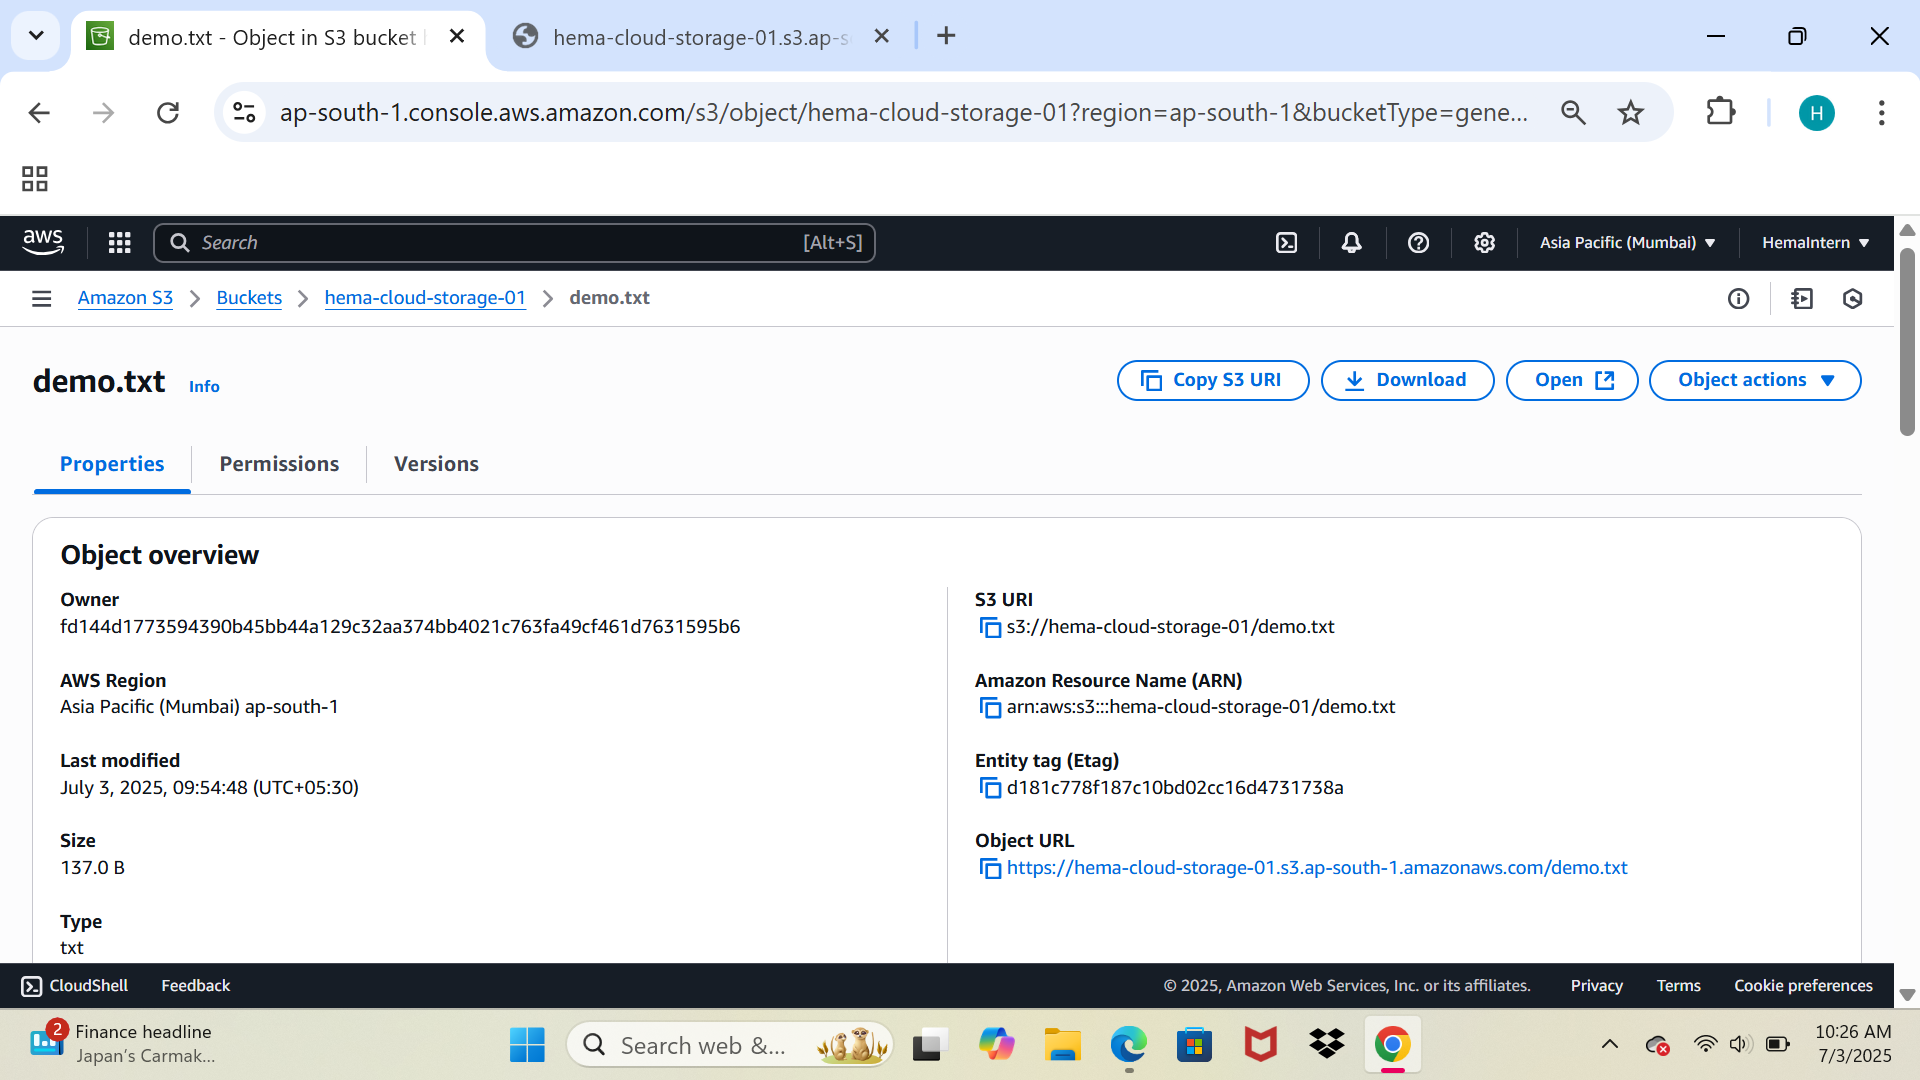 demo.txt - Object in S3 bucket
hema-cloud-storage-01.s3.ap-s
ap-south-1.console.aws.amazon.com/s3/object/hema-cloud-storage-01?region=ap-south-1&bucketType=gene...
H
aws
Search
[Alt+S]
Asia Pacific (Mumbai)
HemaIntern
Amazon S3 > Buckets > hema-cloud-storage-01 > demo.txt
demo.txt
Info
Copy S3 URI
Download
Open
Object actions
Properties
Permissions
Versions
Object overview
Owner
fd144d1773594390b45bb44a129c32aa374bb4021c763fa49cf461d7631595b6
AWS Region
Asia Pacific (Mumbai) ap-south-1
Last modified
July 3, 2025, 09:54:48 (UTC+05:30)
Size
137.0 B
Type
txt
S3 URI
s3://hema-cloud-storage-01/demo.txt
Amazon Resource Name (ARN)
arn:aws:s3:::hema-cloud-storage-01/demo.txt
Entity tag (Etag)
d181c778f187c10bd02cc16d4731738a
Object URL
https://hema-cloud-storage-01.s3.ap-south-1.amazonaws.com/demo.txt
CloudShell
Feedback
© 2025, Amazon Web Services, Inc. or its affiliates.
Privacy
Terms
Cookie preferences
2
Finance headline
Japan's Carmak...
Search web &...
10:26 AM
7/3/2025